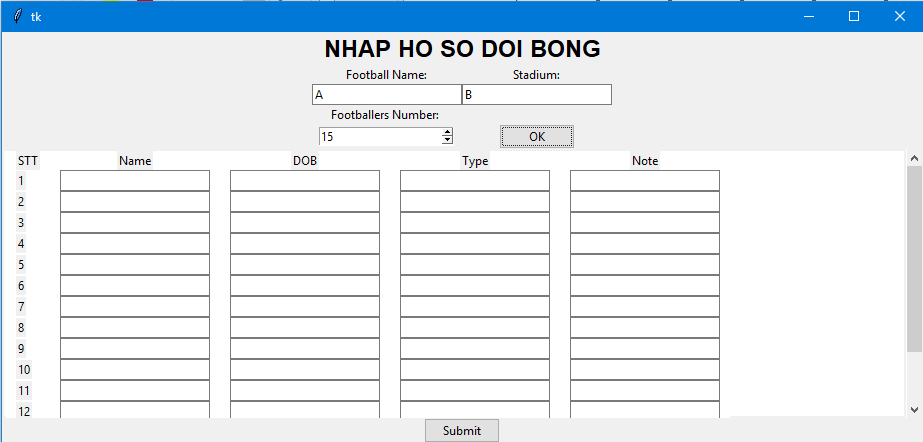 tk
NHAP HO SO DOI BONG
Football Name: Stadium:
A B
Footballers Number:
15 OK
STT Name DOB Type Note
1
2
3
4
5
6
7
8
9
10
11
12
Submit